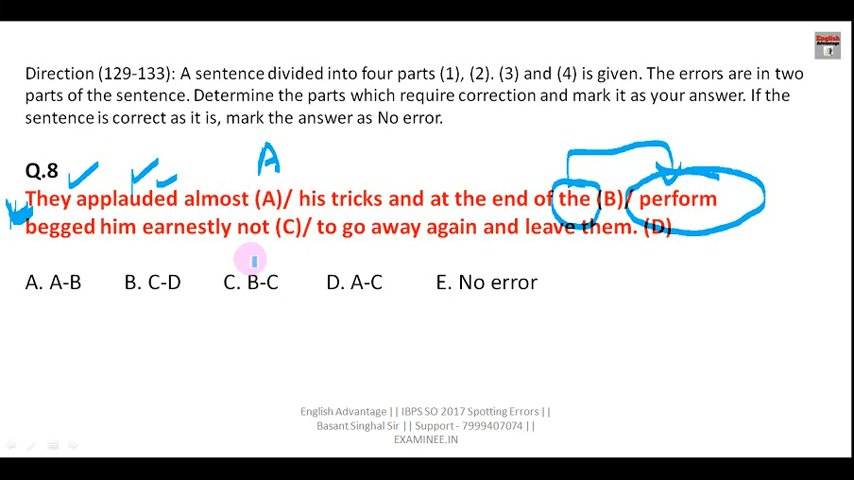 English
Advantage
Direction (129-133): A sentence divided into four parts (1), (2). (3) and (4) is given. The errors are in two
parts of the sentence. Determine the parts which require correction and mark it as your answer. If the
sentence is correct as it is, mark the answer as No error.
A
Q.8
They applauded almost (A)/ his tricks and at the end of the (B)/ perform
begged him earnestly not (C)/ to go away again and leave them. (D)
A. A-B B. C-D C. B-C D. A-C E. No error
English Advantage || IBPS SO 2017 Spotting Errors ||
Basant Singhal Sir || Support - 7999407074 ||
EXAMINEE.IN